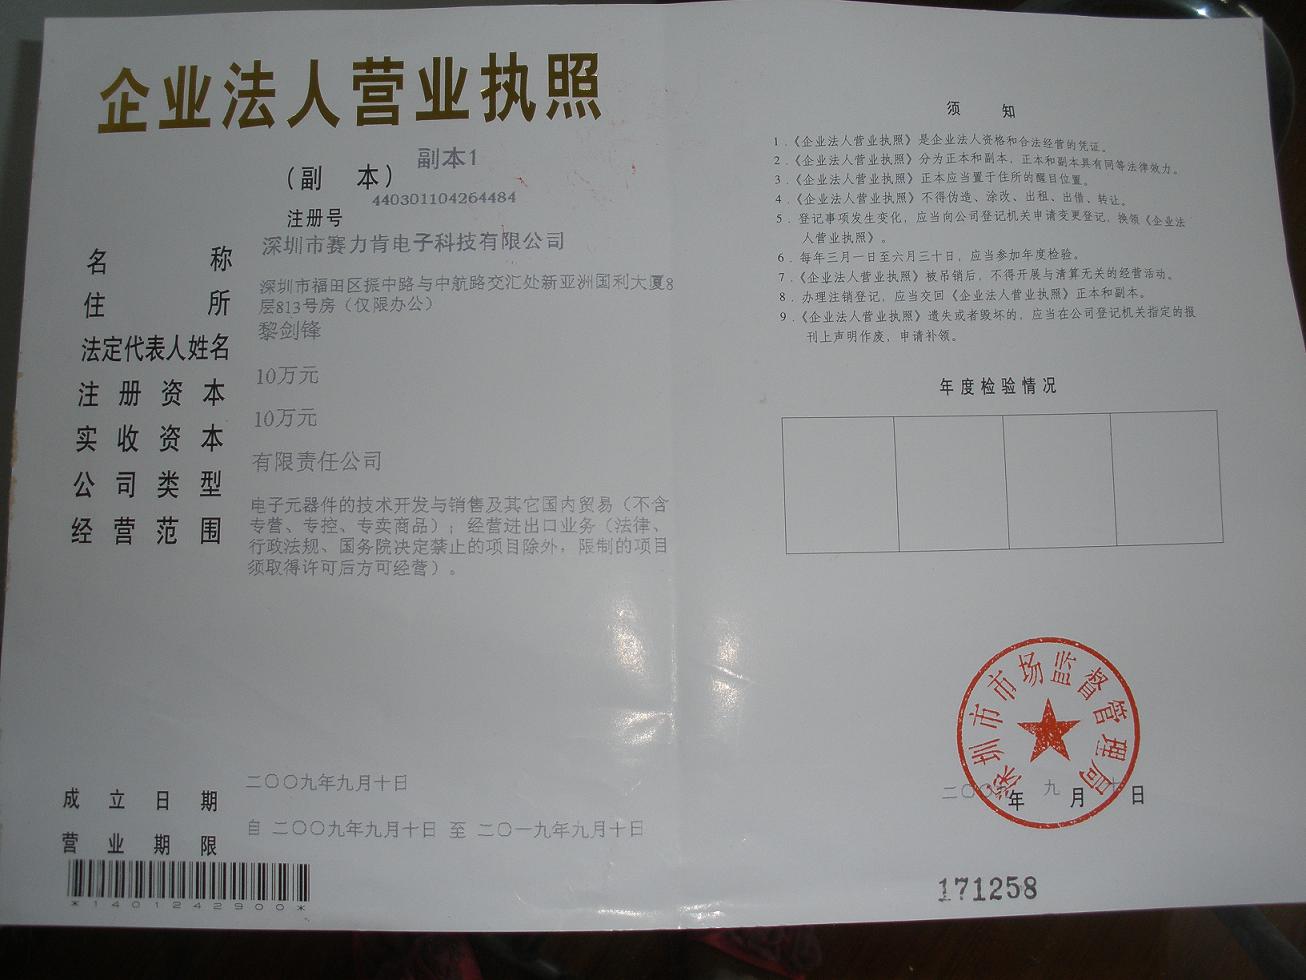 企业法人营业执照
(副 本) 副本1
注册号 440301104264484
名称 深圳市赛力肯电子科技有限公司
住所 深圳市福田区振中路与中航路交汇处新亚洲国利大厦8
层813号房（仅限办公）
法定代表人姓名 黎剑锋
注册资本 10万元
实收资本 10万元
公司类型 有限责任公司
经营范围 电子元器件的技术开发与销售及其它国内贸易（不含
专营、专控、专卖商品）；经营进出口业务（法律、
行政法规、国务院决定禁止的项目除外，限制的项目
须取得许可后方可经营）。
成立日期 二〇〇九年九月十日
营业期限 自 二〇〇九年九月十日 至 二〇一九年九月十日
*1401242900*
须 知
1．《企业法人营业执照》是企业法人资格和合法经营的凭证。
2．《企业法人营业执照》分为正本和副本，正本和副本具有同等法律效力。
3．《企业法人营业执照》正本应当置于住所的醒目位置。
4．《企业法人营业执照》不得伪造、涂改、出租、出借、转让。
5．登记事项发生变化，应当向公司登记机关申请变更登记，换领《企业法
人营业执照》。
6．每年三月一日至六月三十日，应当参加年度检验。
7．《企业法人营业执照》被吊销后，不得开展与清算无关的经营活动。
8．办理注销登记，应当交回《企业法人营业执照》正本和副本。
9．《企业法人营业执照》遗失或者毁坏的，应当在公司登记机关指定的报
刊上声明作废，申请补领。
年度检验情况
深圳市市场监督管理局
二〇〇 年 九 月 十 日
171258